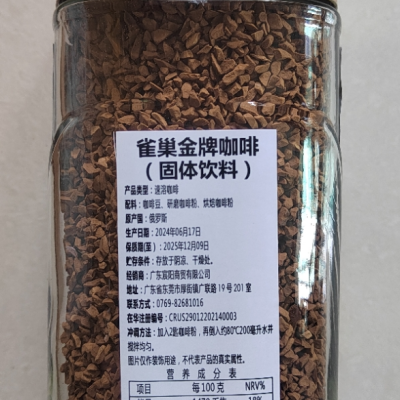 雀巢金牌咖啡
（固体饮料）
产品类型：速溶咖啡
配料：咖啡豆、研磨咖啡粉、烘焙咖啡粉
原产国：俄罗斯
生产日期：2024年06月17日
保质期（至）：2025年12月09日
贮存条件：存放于阴凉、干燥处。
经销商：广东宸阳商贸有限公司
地址：广东省东莞市厚街镇广联路19号201室
联系方式：0769-82681016
在华注册编号：CRUS29012202140003
冲调方法：加入2匙咖啡粉，再倒入约80℃200毫升水并
搅拌均匀。
图片仅作装饰用途，不代表产品的真实属性。
营养成分表
项目 每100克 NRV%
18%